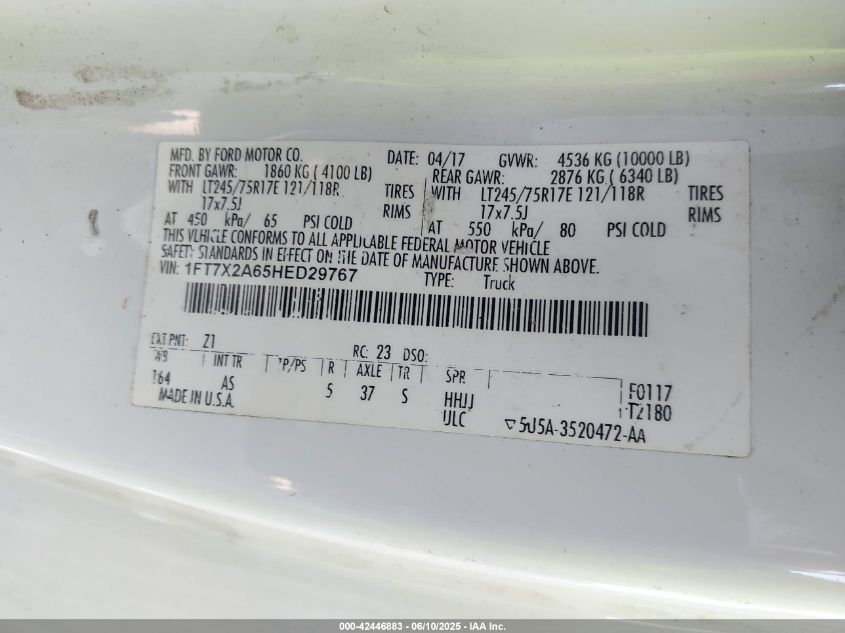 MFD. BY FORD MOTOR CO. DATE: 04/17 GVWR: 4536 KG (10000 LB)
FRONT GAWR: 1860 KG ( 4100 LB) REAR GAWR: 2876 KG ( 6340 LB)
WITH LT245/75R17E 121/118R TIRES WITH LT245/75R17E 121/118R TIRES
17x7.5J RIMS 17x7.5J RIMS
AT 450 kPa/ 65 PSI COLD AT 550 kPa/ 80 PSI COLD
THIS VEHICLE CONFORMS TO ALL APPLICABLE FEDERAL MOTOR VEHICLE
SAFETY STANDARDS IN EFFECT ON THE DATE OF MANUFACTURE SHOWN ABOVE.
VIN: 1FT7X2A65HED29767 TYPE: Truck
EXT PNT: Z1 RC: 23 DSO:
WB INT TR TP/PS R AXLE TR SPR
164 AS 5 37 S HHJJ F0117
MADE IN U.S.A. ULC T2180
5U5A-3520472-AA
000-42446883 - 06/10/2025 - IAA Inc.